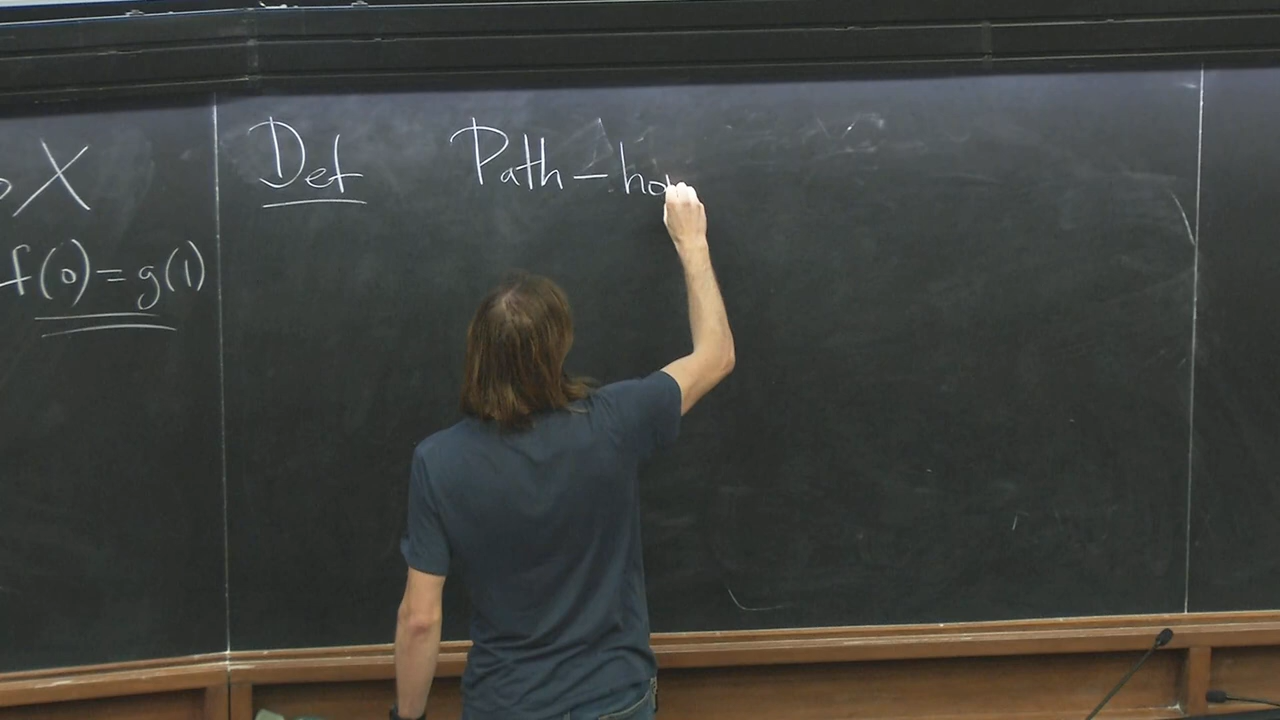 X
f(0) = g(1)
Def Path – ho